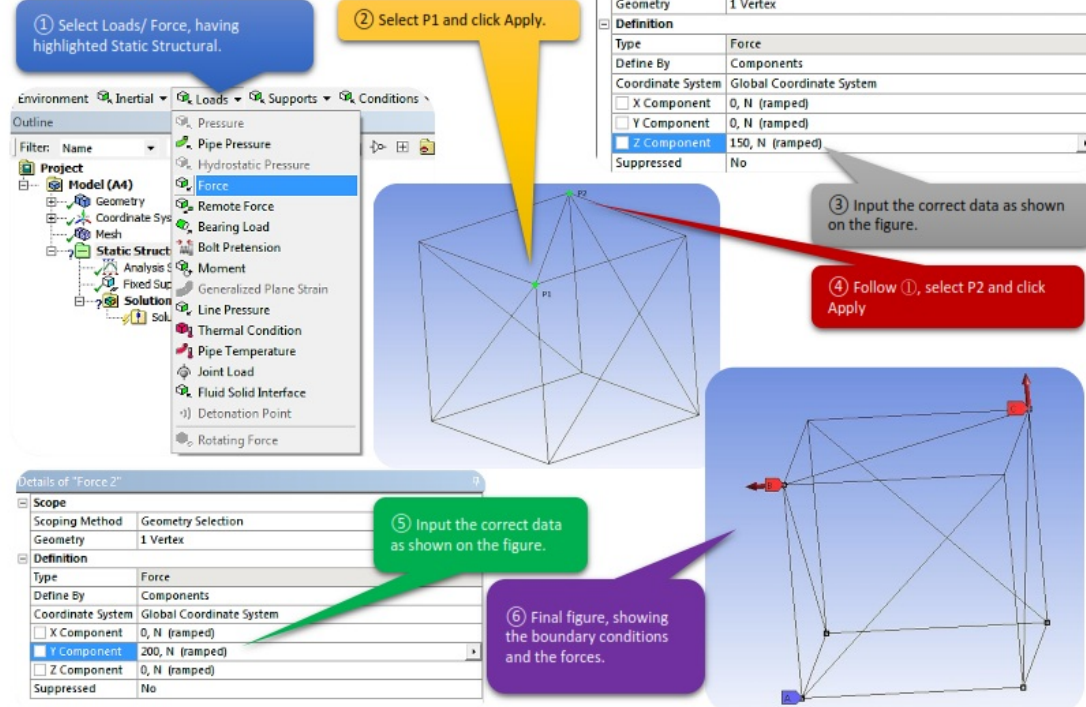 ① Select Loads/ Force, having
highlighted Static Structural.
② Select P1 and click Apply.
Geometry 1 Vertex
Definition
Type Force
Define By Components
Coordinate System Global Coordinate System
X Component 0, N (ramped)
Y Component 0, N (ramped)
Z Component 150, N (ramped)
Suppressed No
③ Input the correct data as shown
on the figure.
④ Follow ①, select P2 and click
Apply
Environment Inertial Loads Supports Conditions
Outline
Filter: Name
Project
Model (A4)
Geometry
Coordinate Sys
Mesh
Static Struct
Analysis S
Fixed Sup
Solution
Solu
Pressure
Pipe Pressure
Hydrostatic Pressure
Force
Remote Force
Bearing Load
Bolt Pretension
Moment
Generalized Plane Strain
Line Pressure
Thermal Condition
Pipe Temperature
Joint Load
Fluid Solid Interface
Detonation Point
Rotating Force
P2
P1
Details of "Force 2"
Scope
Scoping Method Geometry Selection
Geometry 1 Vertex
Definition
Type Force
Define By Components
Coordinate System Global Coordinate System
X Component 0, N (ramped)
Y Component 200, N (ramped)
Z Component 0, N (ramped)
Suppressed No
⑤ Input the correct data
as shown on the figure.
⑥ Final figure, showing
the boundary conditions
and the forces.
C
B
A